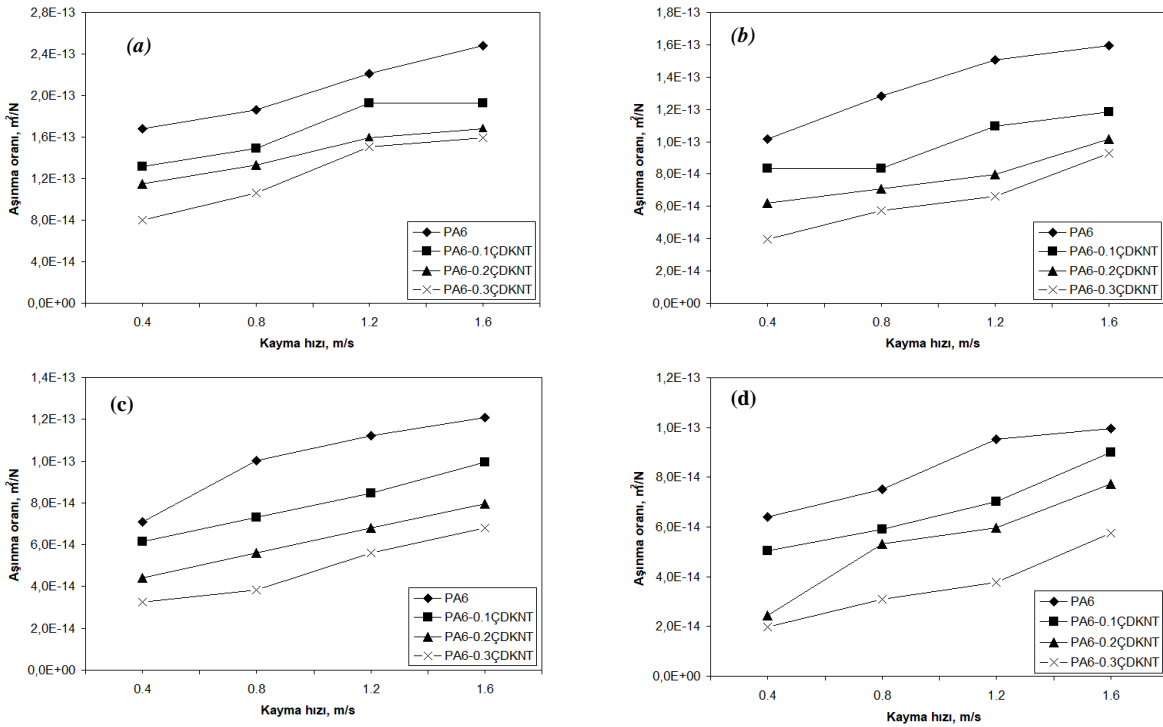 (a)
2,8E-13
2,4E-13
2,0E-13
1,6E-13
1,2E-13
8,0E-14
4,0E-14
0,0E+00
Aşınma oranı, m²/N
0.4 0.8 1.2 1.6
Kayma hızı, m/s
PA6
PA6-0.1ÇDKNT
PA6-0.2ÇDKNT
PA6-0.3ÇDKNT
(b)
1,8E-13
1,6E-13
1,4E-13
1,2E-13
1,0E-13
8,0E-14
6,0E-14
4,0E-14
2,0E-14
0,0E+00
Aşınma oranı, m²/N
0.4 0.8 1.2 1.6
Kayma hızı, m/s
PA6
PA6-0.1ÇDKNT
PA6-0.2ÇDKNT
PA6-0.3ÇDKNT
(c)
1,4E-13
1,2E-13
1,0E-13
8,0E-14
6,0E-14
4,0E-14
2,0E-14
0,0E+00
Aşınma oranı, m²/N
0.4 0.8 1.2 1.6
Kayma hızı, m/s
PA6
PA6-0.1ÇDKNT
PA6-0.2ÇDKNT
PA6-0.3ÇDKNT
(d)
1,2E-13
1,0E-13
8,0E-14
6,0E-14
4,0E-14
2,0E-14
0,0E+00
Aşınma oranı, m²/N
0.4 0.8 1.2 1.6
Kayma hızı, m/s
PA6
PA6-0.1ÇDKNT
PA6-0.2ÇDKNT
PA6-0.3ÇDKNT